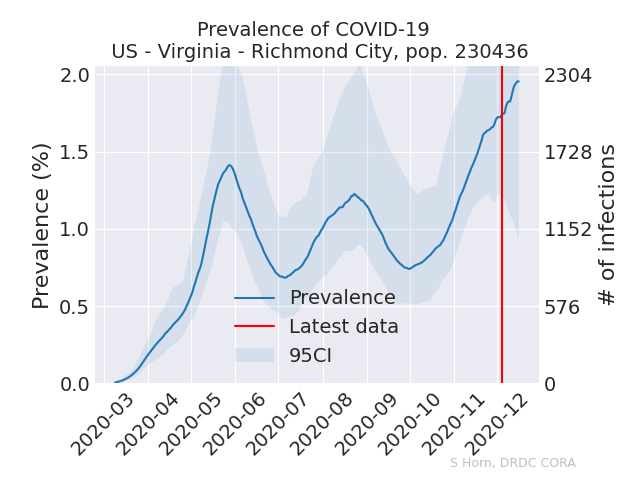 Prevalence of COVID-19
US - Virginia - Richmond City, pop. 230436
Prevalence (%)
2.0
1.5
1.0
0.5
0.0
2304
1728
1152
576
0
# of infections
Prevalence
Latest data
95CI
2020-03
2020-04
2020-05
2020-06
2020-07
2020-08
2020-09
2020-10
2020-11
2020-12
S Horn, DRDC CORA